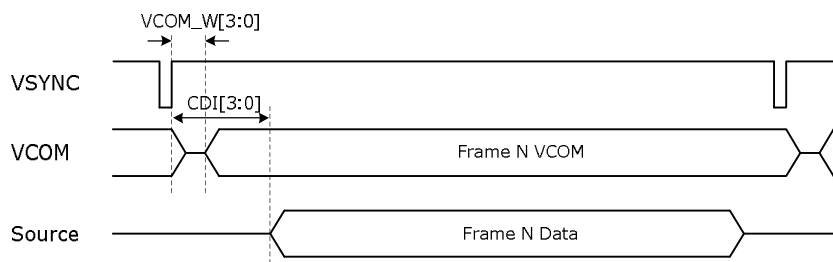 VCOM_W[3:0]
VSYNC
CDI[3:0]
VCOM
Frame N VCOM
Source
Frame N Data